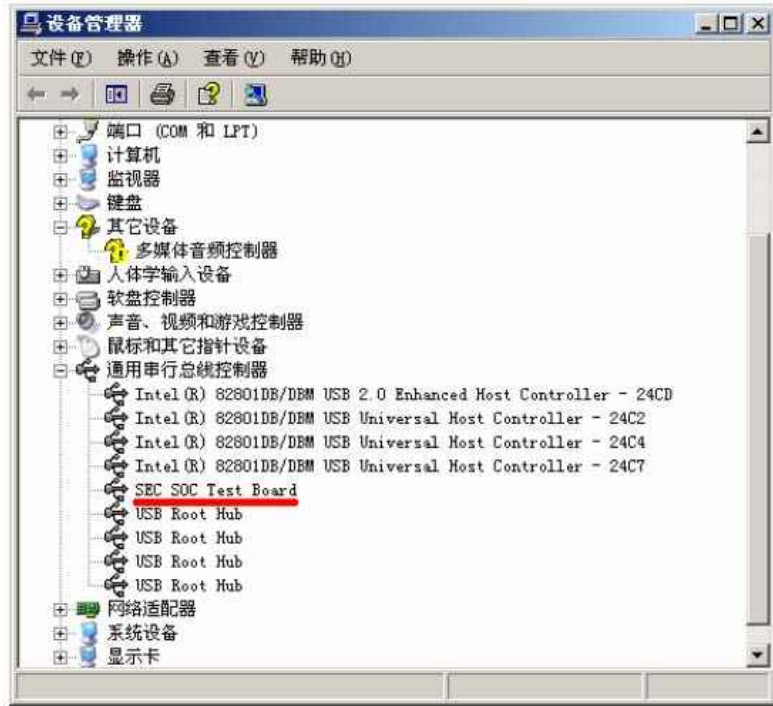 设备管理器
文件(F) 操作(A) 查看(V) 帮助(H)
端口 (COM 和 LPT)
计算机
监视器
键盘
其它设备
多媒体音频控制器
人体学输入设备
软盘控制器
声音、视频和游戏控制器
鼠标和其它指针设备
通用串行总线控制器
Intel(R) 82801DB/DBM USB 2.0 Enhanced Host Controller - 24CD
Intel(R) 82801DB/DBM USB Universal Host Controller - 24C2
Intel(R) 82801DB/DBM USB Universal Host Controller - 24C4
Intel(R) 82801DB/DBM USB Universal Host Controller - 24C7
SEC SOC Test Board
USB Root Hub
USB Root Hub
USB Root Hub
USB Root Hub
网络适配器
系统设备
显示卡